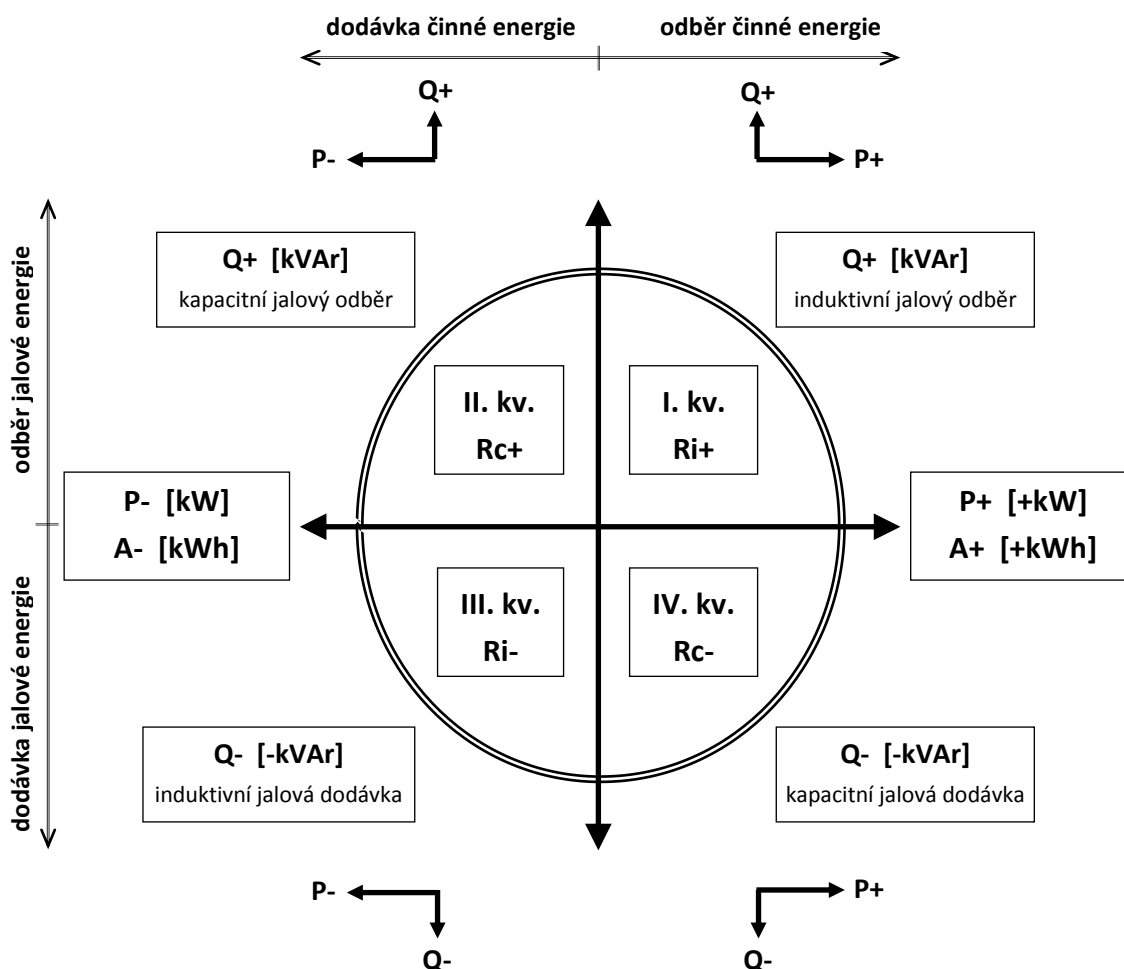 dodávka činné energie
odběr činné energie
Q+
Q+
P-
P+
odběr jalové energie
Q+ [kVAr]
kapacitní jalový odběr
Q+ [kVAr]
induktivní jalový odběr
II. kv.
Rc+
I. kv.
Ri+
P- [kW]
A- [kWh]
P+ [+kW]
A+ [+kWh]
III. kv.
Ri-
IV. kv.
Rc-
dodávka jalové energie
Q- [-kVAr]
induktivní jalová dodávka
Q- [-kVAr]
kapacitní jalová dodávka
P-
P+
Q-
Q-